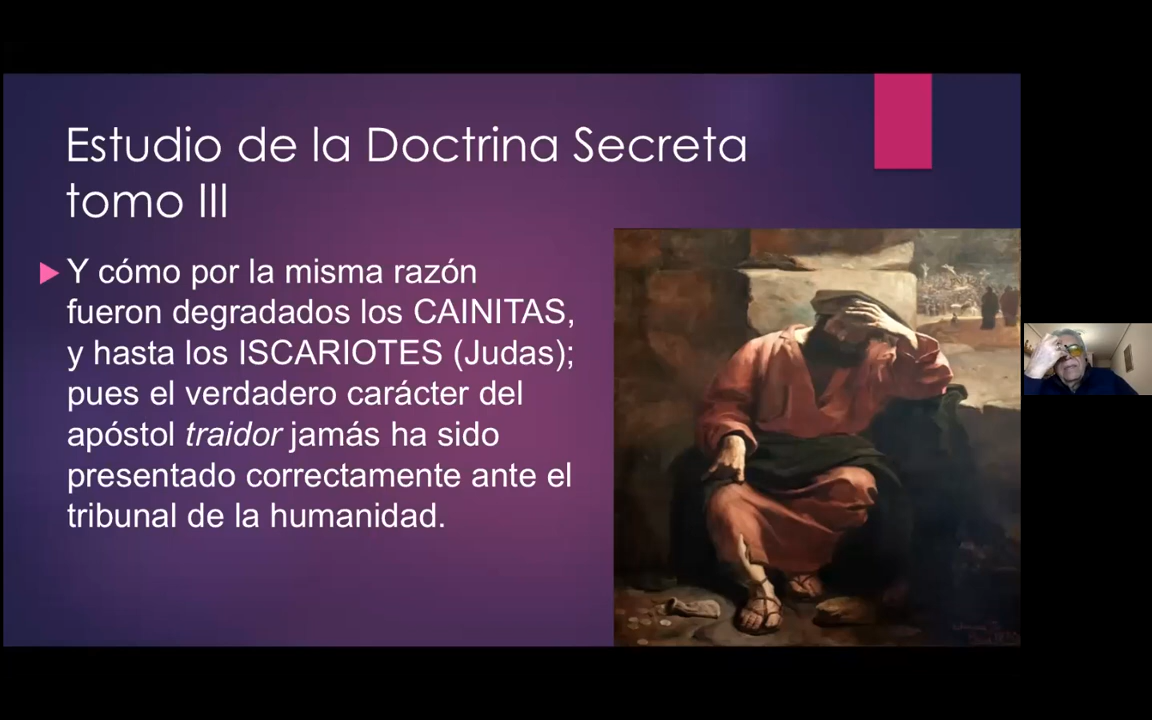 Estudio de la Doctrina Secreta
tomo III
Y cómo por la misma razón
fueron degradados los CAINITAS,
y hasta los ISCARIOTES (Judas);
pues el verdadero carácter del
apóstol traidor jamás ha sido
presentado correctamente ante el
tribunal de la humanidad.